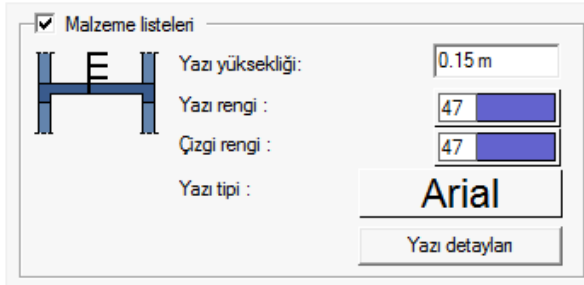 Malzeme listeleri
Yazı yüksekliği: 0.15 m
Yazı rengi : 47
Çizgi rengi : 47
Yazı tipi : Arial
Yazı detayları